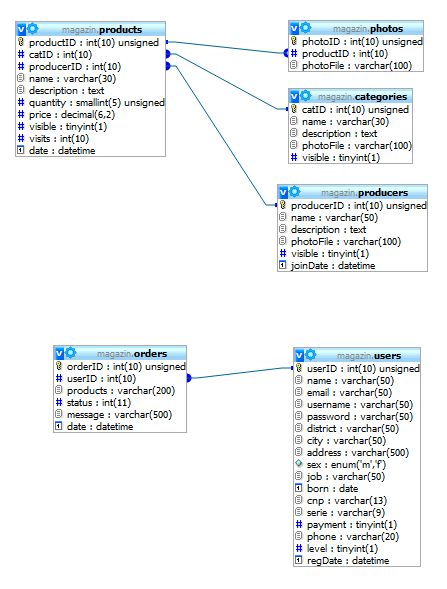 magazin.products
productID : int(10) unsigned
catID : int(10)
producerID : int(10)
name : varchar(30)
description : text
quantity : smallint(5) unsigned
price : decimal(6,2)
visible : tinyint(1)
visits : int(10)
date : datetime
magazin.photos
photoID : int(10) unsigned
productID : int(10)
photoFile : varchar(100)
magazin.categories
catID : int(10) unsigned
name : varchar(30)
description : text
photoFile : varchar(100)
visible : tinyint(1)
magazin.producers
producerID : int(10) unsigned
name : varchar(50)
description : text
photoFile : varchar(100)
visible : tinyint(1)
joinDate : datetime
magazin.orders
orderID : int(10) unsigned
userID : int(10)
products : varchar(200)
status : int(11)
message : varchar(500)
date : datetime
magazin.users
userID : int(10) unsigned
name : varchar(50)
email : varchar(50)
username : varchar(50)
password : varchar(50)
district : varchar(50)
city : varchar(50)
address : varchar(500)
sex : enum('m','f')
job : varchar(50)
born : date
cnp : varchar(13)
serie : varchar(9)
payment : tinyint(1)
phone : varchar(20)
level : tinyint(1)
regDate : datetime